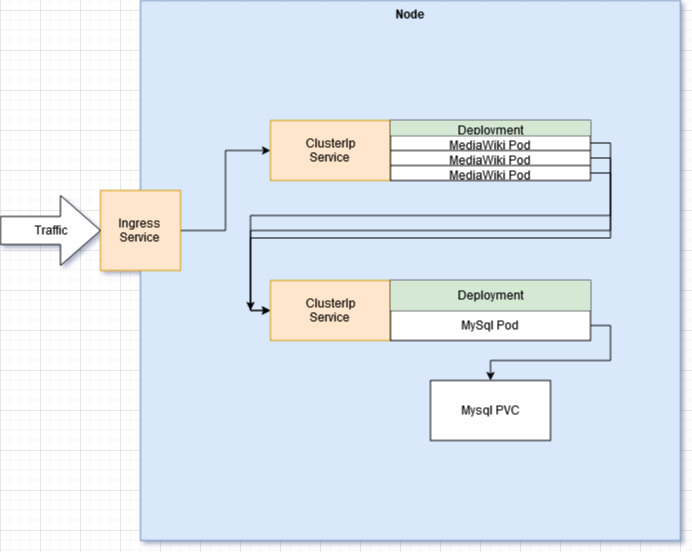 Node
Deployment
ClusterIp
Service
MediaWiki Pod
MediaWiki Pod
MediaWiki Pod
Traffic
Ingress
Service
ClusterIp
Service
Deployment
MySql Pod
Mysql PVC